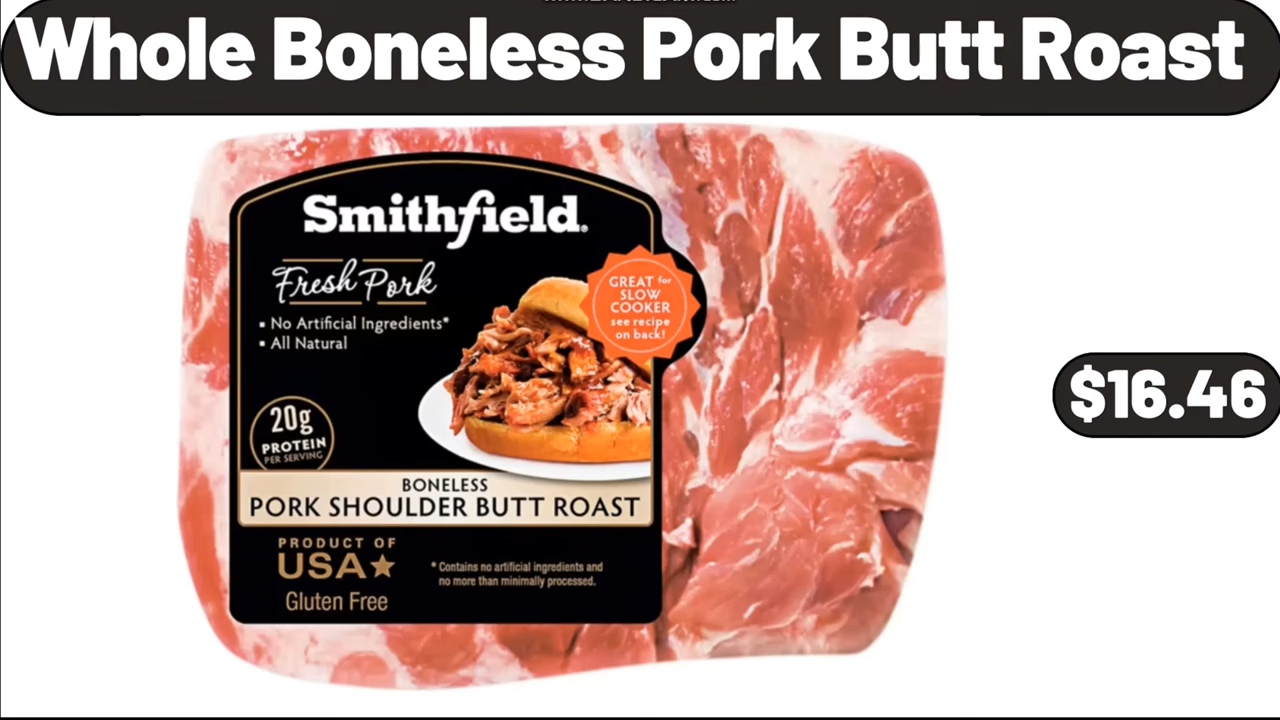 Whole Boneless Pork Butt Roast
Smithfield.
Fresh Pork
▪ No Artificial Ingredients*
▪ All Natural
GREAT for
SLOW
COOKER
see recipe
on back!
20g
PROTEIN
PER SERVING
BONELESS
PORK SHOULDER BUTT ROAST
PRODUCT OF
USA★
Gluten Free
* Contains no artificial ingredients and
no more than minimally processed.
$16.46